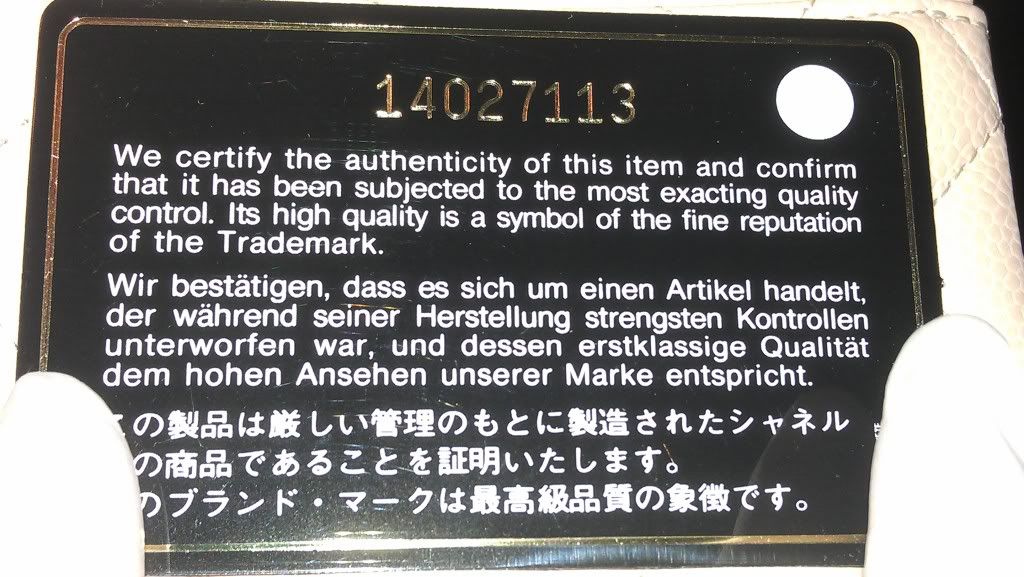 14027113
We certify the authenticity of this item and confirm
that it has been subjected to the most exacting quality
control. Its high quality is a symbol of the fine reputation
of the Trademark.
Wir bestätigen, dass es sich um einen Artikel handelt,
der während seiner Herstellung strengsten Kontrollen
unterworfen war, und dessen erstklassige Qualität
dem hohen Ansehen unserer Marke entspricht.
この製品は厳しい管理のもとに製造されたシャネル
の商品であることを証明いたします。
のブランド・マークは最高級品質の象徴です。